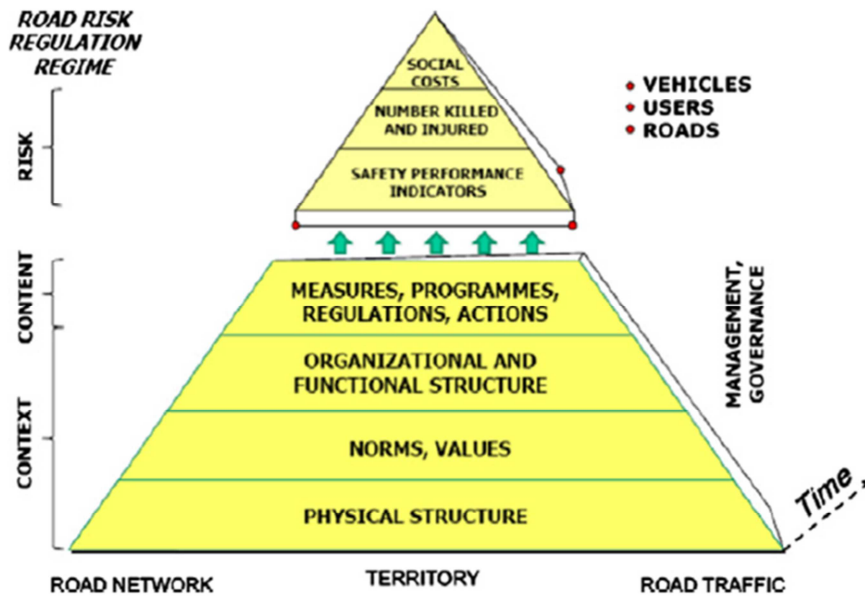 ROAD RISK
REGULATION
REGIME
SOCIAL
COSTS
NUMBER KILLED
AND INJURED
SAFETY PERFORMANCE
INDICATORS
VEHICLES
USERS
ROADS
RISK
CONTENT
CONTEXT
MEASURES, PROGRAMMES,
REGULATIONS, ACTIONS
ORGANIZATIONAL AND
FUNCTIONAL STRUCTURE
NORMS, VALUES
PHYSICAL STRUCTURE
MANAGEMENT,
GOVERNANCE
Time
ROAD NETWORK
TERRITORY
ROAD TRAFFIC